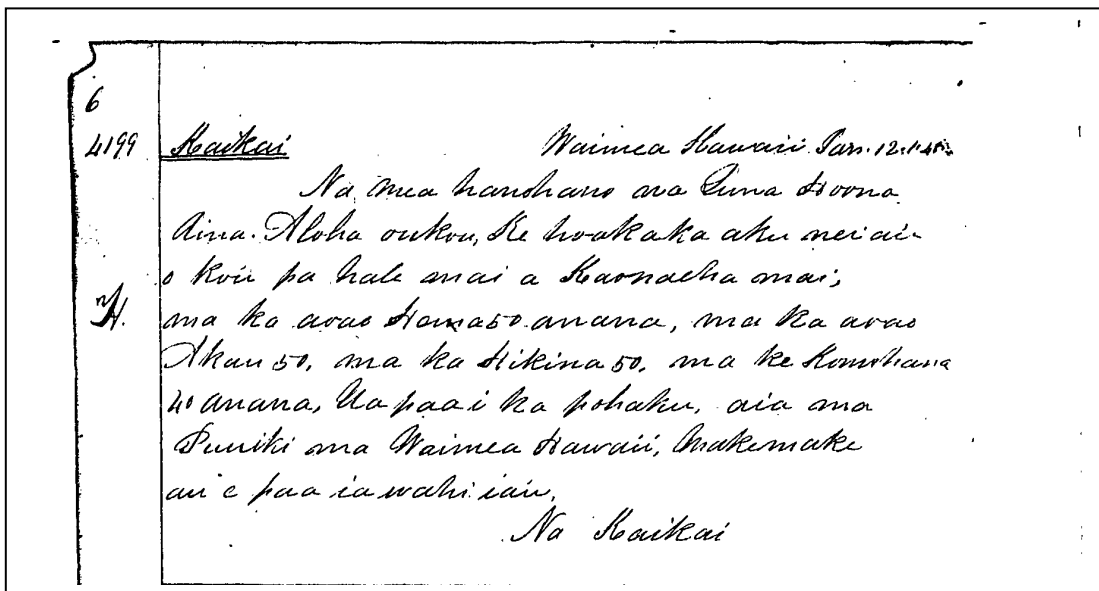 6
4199 Kaikai Waimea Hawaii Jan. 12. 1848.
Na mea hanohano na Luna Hoona
Aina. Aloha oukou, Ke hoakaka aku nei au
o kou pa hale mai a mai,
ma ka aoao Hema 50 anana, ma ka aoao
Akau 50, ma ka Hikina 50, ma ke Komohana
40 anana, Ua paa i ka pohaku, aia ma
Puuiki ma Waimea Hawaii, Makemake
au e paa ia wahi iau.
Na Kaikai
H.